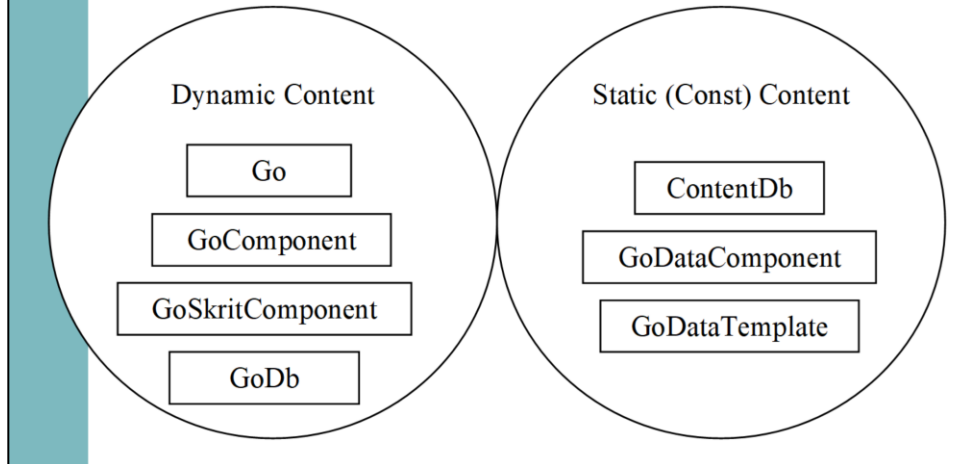 Dynamic Content
Go
GoComponent
GoSkritComponent
GoDb
Static (Const) Content
ContentDb
GoDataComponent
GoDataTemplate